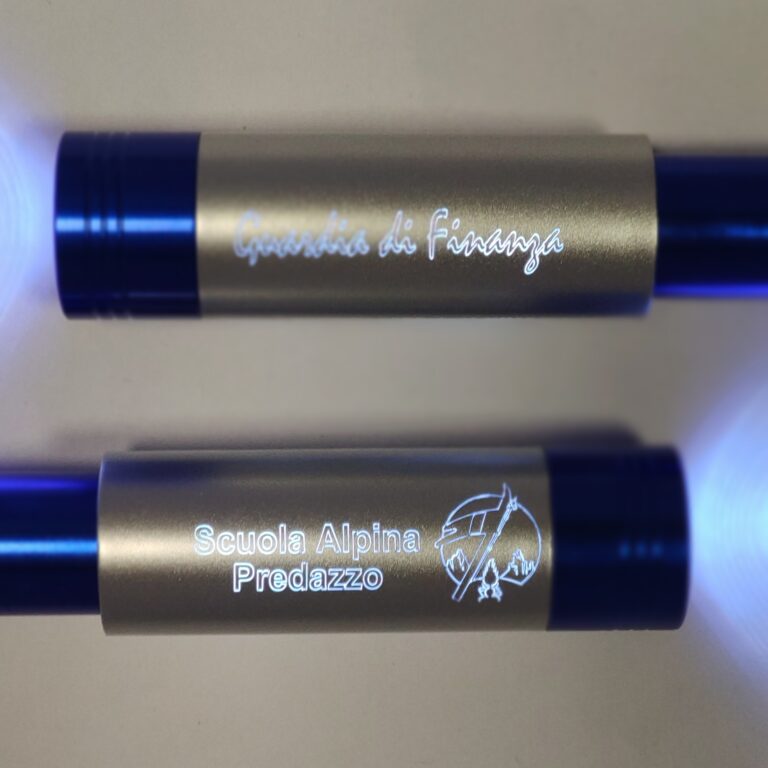 Guardia di Finanza
Scuola Alpina
Predazzo